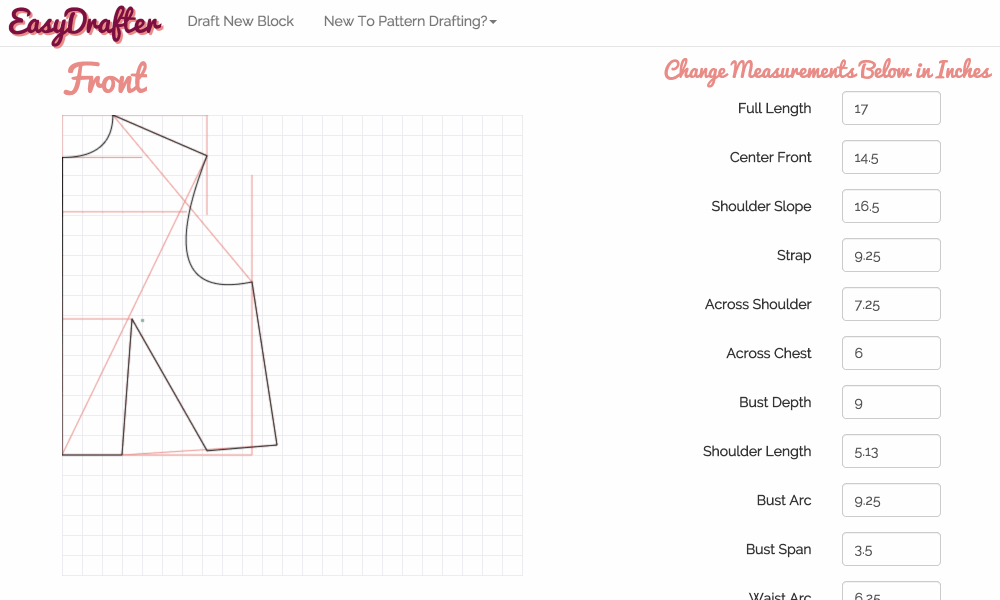 EasyDrafter Draft New Block New To Pattern Drafting?
Front
Change Measurements Below in Inches
Full Length 17
Center Front 14.5
Shoulder Slope 16.5
Strap 9.25
Across Shoulder 7.25
Across Chest 6
Bust Depth 9
Shoulder Length 5.13
Bust Arc 9.25
Bust Span 3.5
Waist Arc 6.25